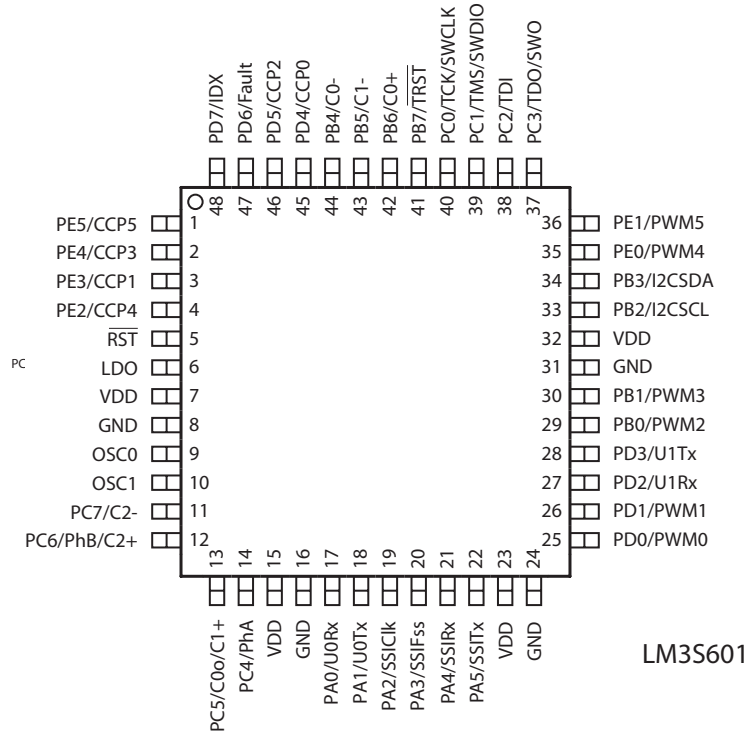 PD7/IDX
PD6/Fault
PD5/CCP2
PD4/CCP0
PB4/C0-
PB5/C1-
PB6/C0+
PB7/TRST
PC0/TCK/SWCLK
PC1/TMS/SWDIO
PC2/TDI
PC3/TDO/SWO
48
47
46
45
44
43
42
41
40
39
38
37
PE5/CCP5 1
PE4/CCP3 2
PE3/CCP1 3
PE2/CCP4 4
RST 5
PC
LDO 6
VDD 7
GND 8
OSC0 9
OSC1 10
PC7/C2- 11
PC6/PhB/C2+ 12
36 PE1/PWM5
35 PE0/PWM4
34 PB3/I2CSDA
33 PB2/I2CSCL
32 VDD
31 GND
30 PB1/PWM3
29 PB0/PWM2
28 PD3/U1Tx
27 PD2/U1Rx
26 PD1/PWM1
25 PD0/PWM0
13
14
15
16
17
18
19
20
21
22
23
24
PC5/C0o/C1+
PC4/PhA
VDD
GND
PA0/U0Rx
PA1/U0Tx
PA2/SSIClk
PA3/SSIFss
PA4/SSIRx
PA5/SSITx
VDD
GND
LM3S601